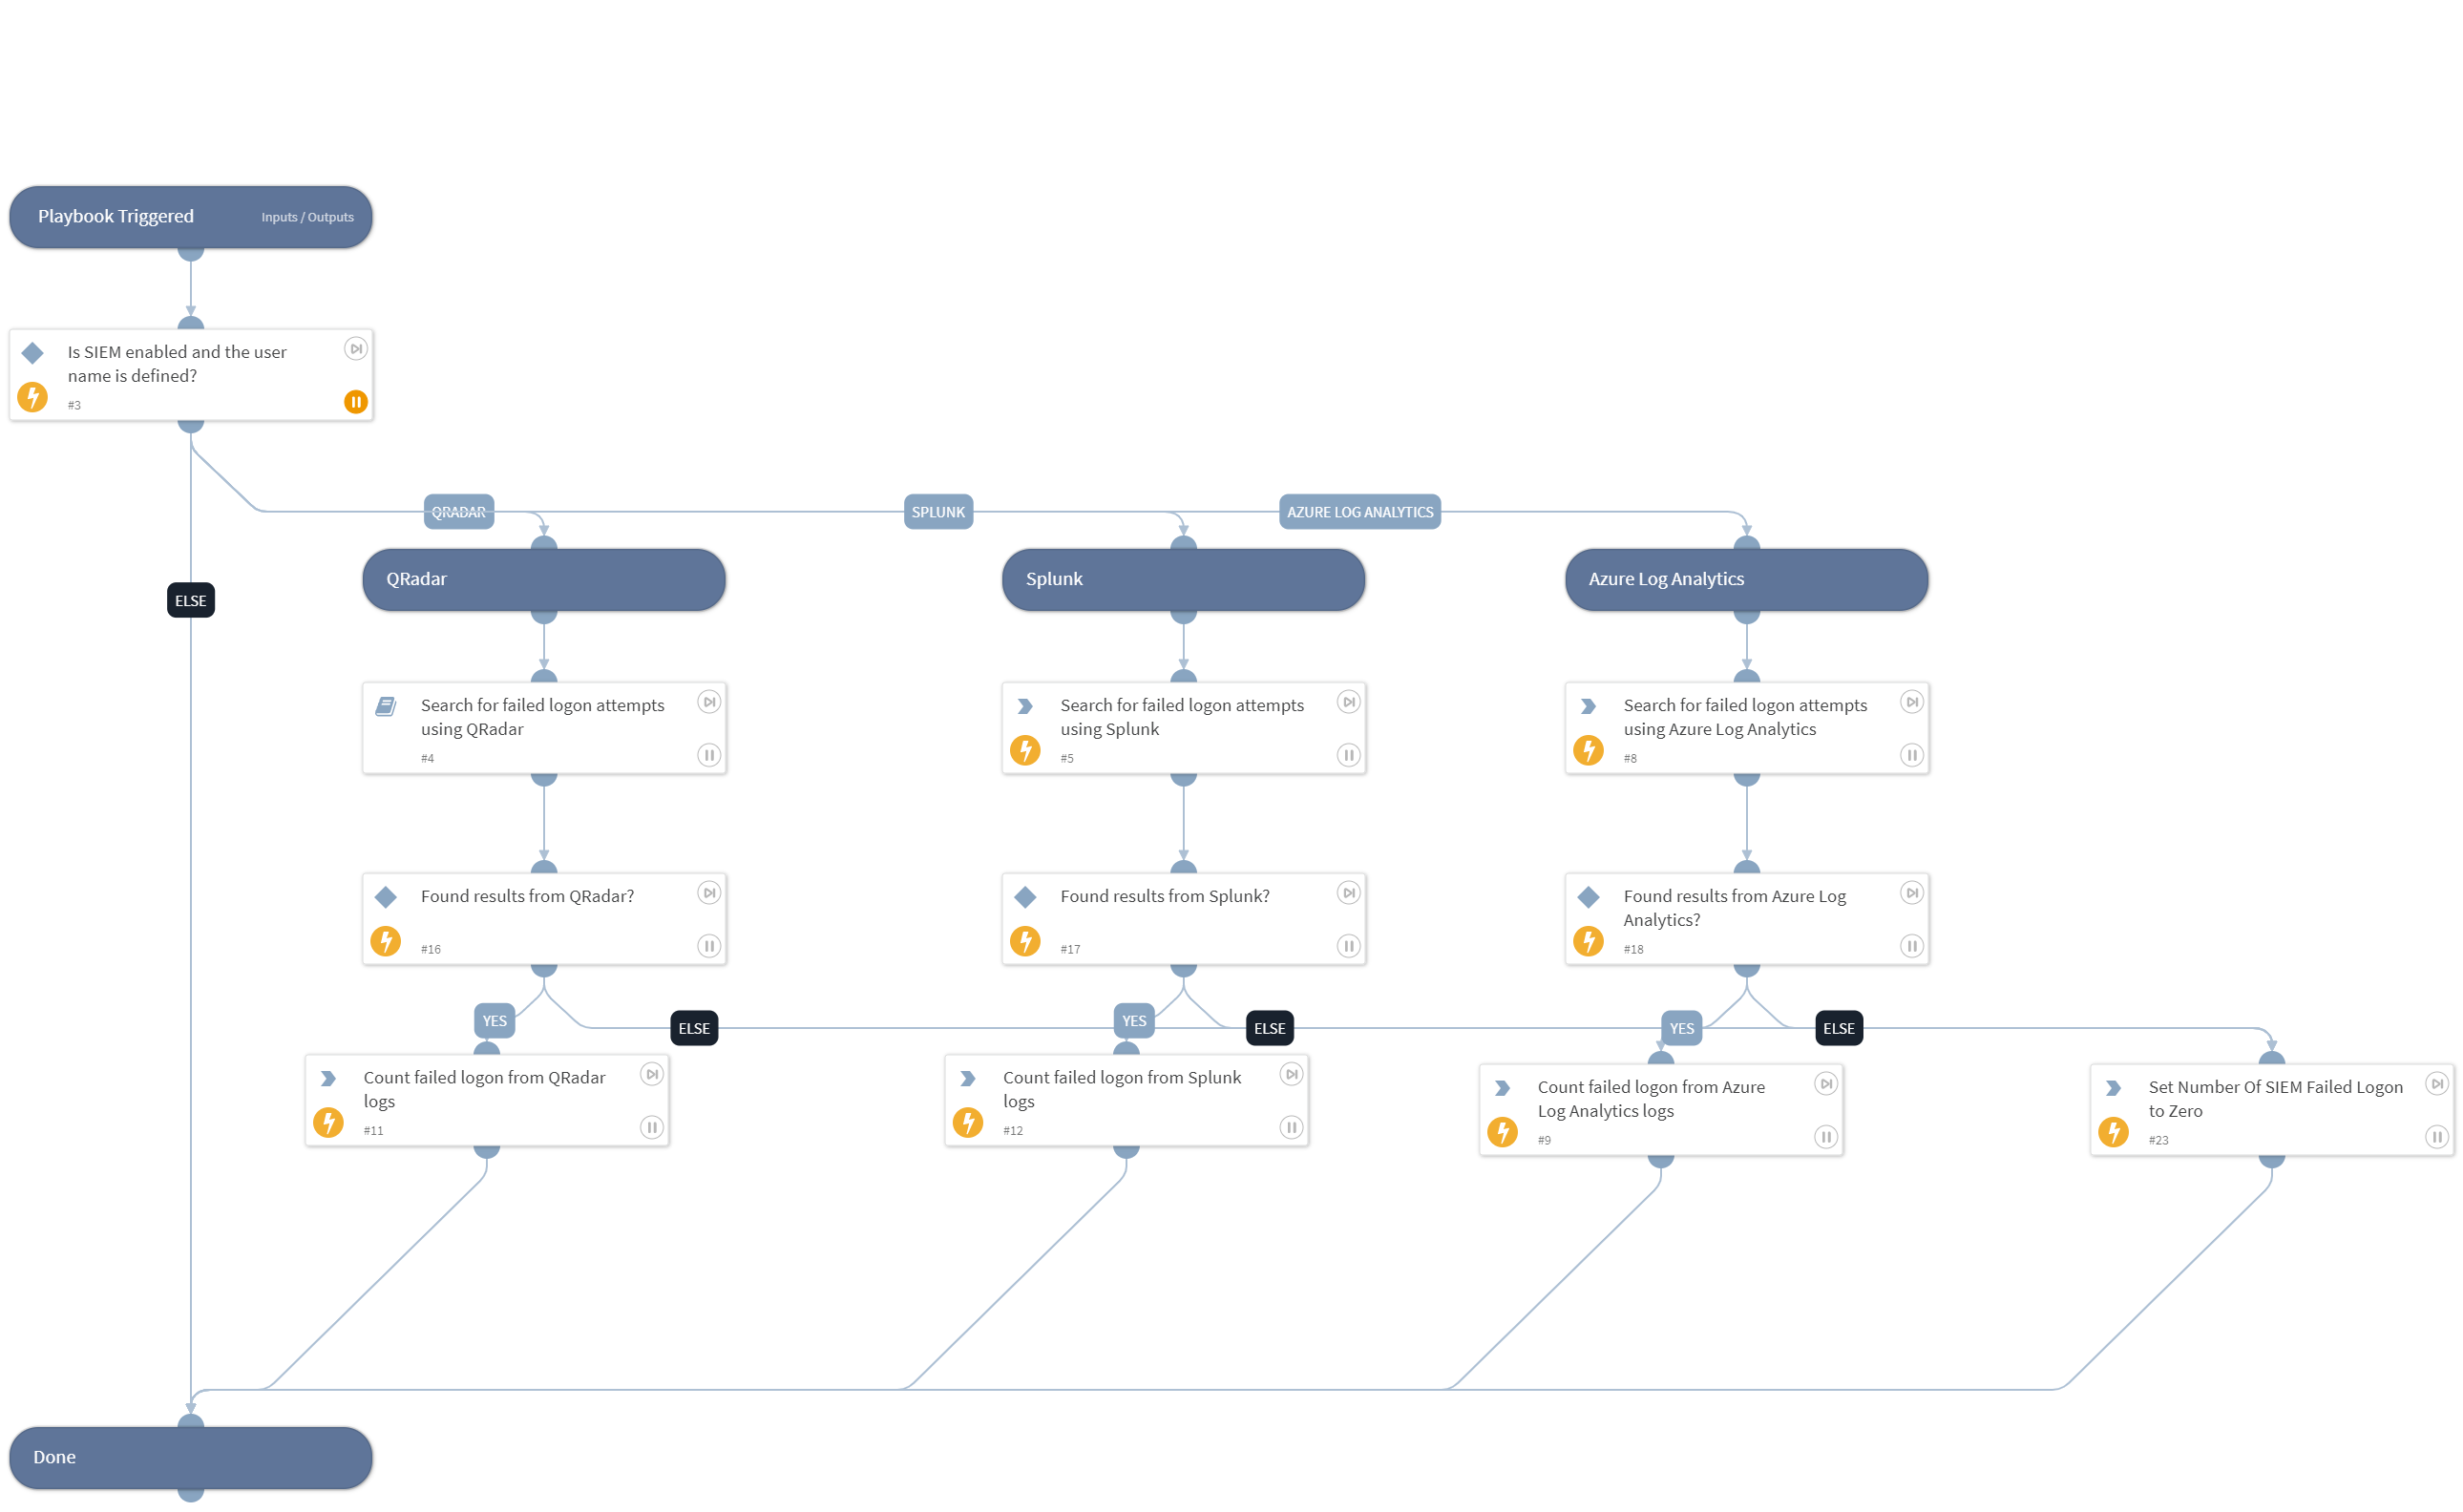 Playbook Triggered
Inputs / Outputs
Is SIEM enabled and the user
name is defined?
#3
QRADAR
SPLUNK
AZURE LOG ANALYTICS
ELSE
QRadar
Splunk
Azure Log Analytics
Search for failed logon attempts
using QRadar
#4
Search for failed logon attempts
using Splunk
#5
Search for failed logon attempts
using Azure Log Analytics
#8
Found results from QRadar?
#16
Found results from Splunk?
#17
Found results from Azure Log
Analytics?
#18
YES
ELSE
YES
ELSE
YES
ELSE
Count failed logon from QRadar
logs
#11
Count failed logon from Splunk
logs
#12
Count failed logon from Azure
Log Analytics logs
#9
Set Number Of SIEM Failed Logon
to Zero
#23
Done